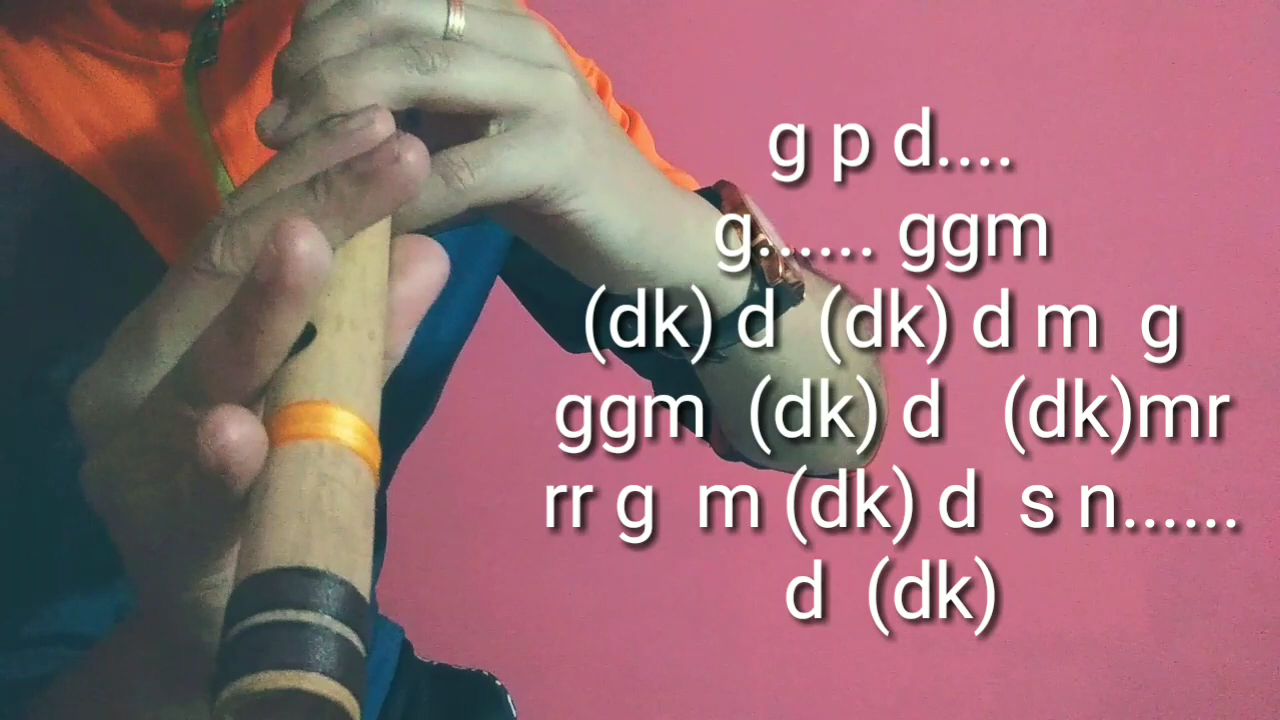 g p d....
g...... ggm
(dk) d (dk) d m g
ggm (dk) d (dk)mr
rr g m (dk) d s n......
d (dk)